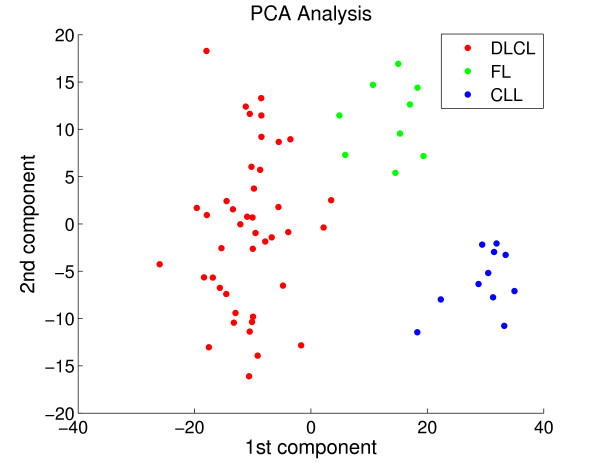 PCA Analysis
20
15
10
5
0
−5
−10
−15
−20
2nd component
DLCL
FL
CLL
−40
−20
0
20
40
1st component